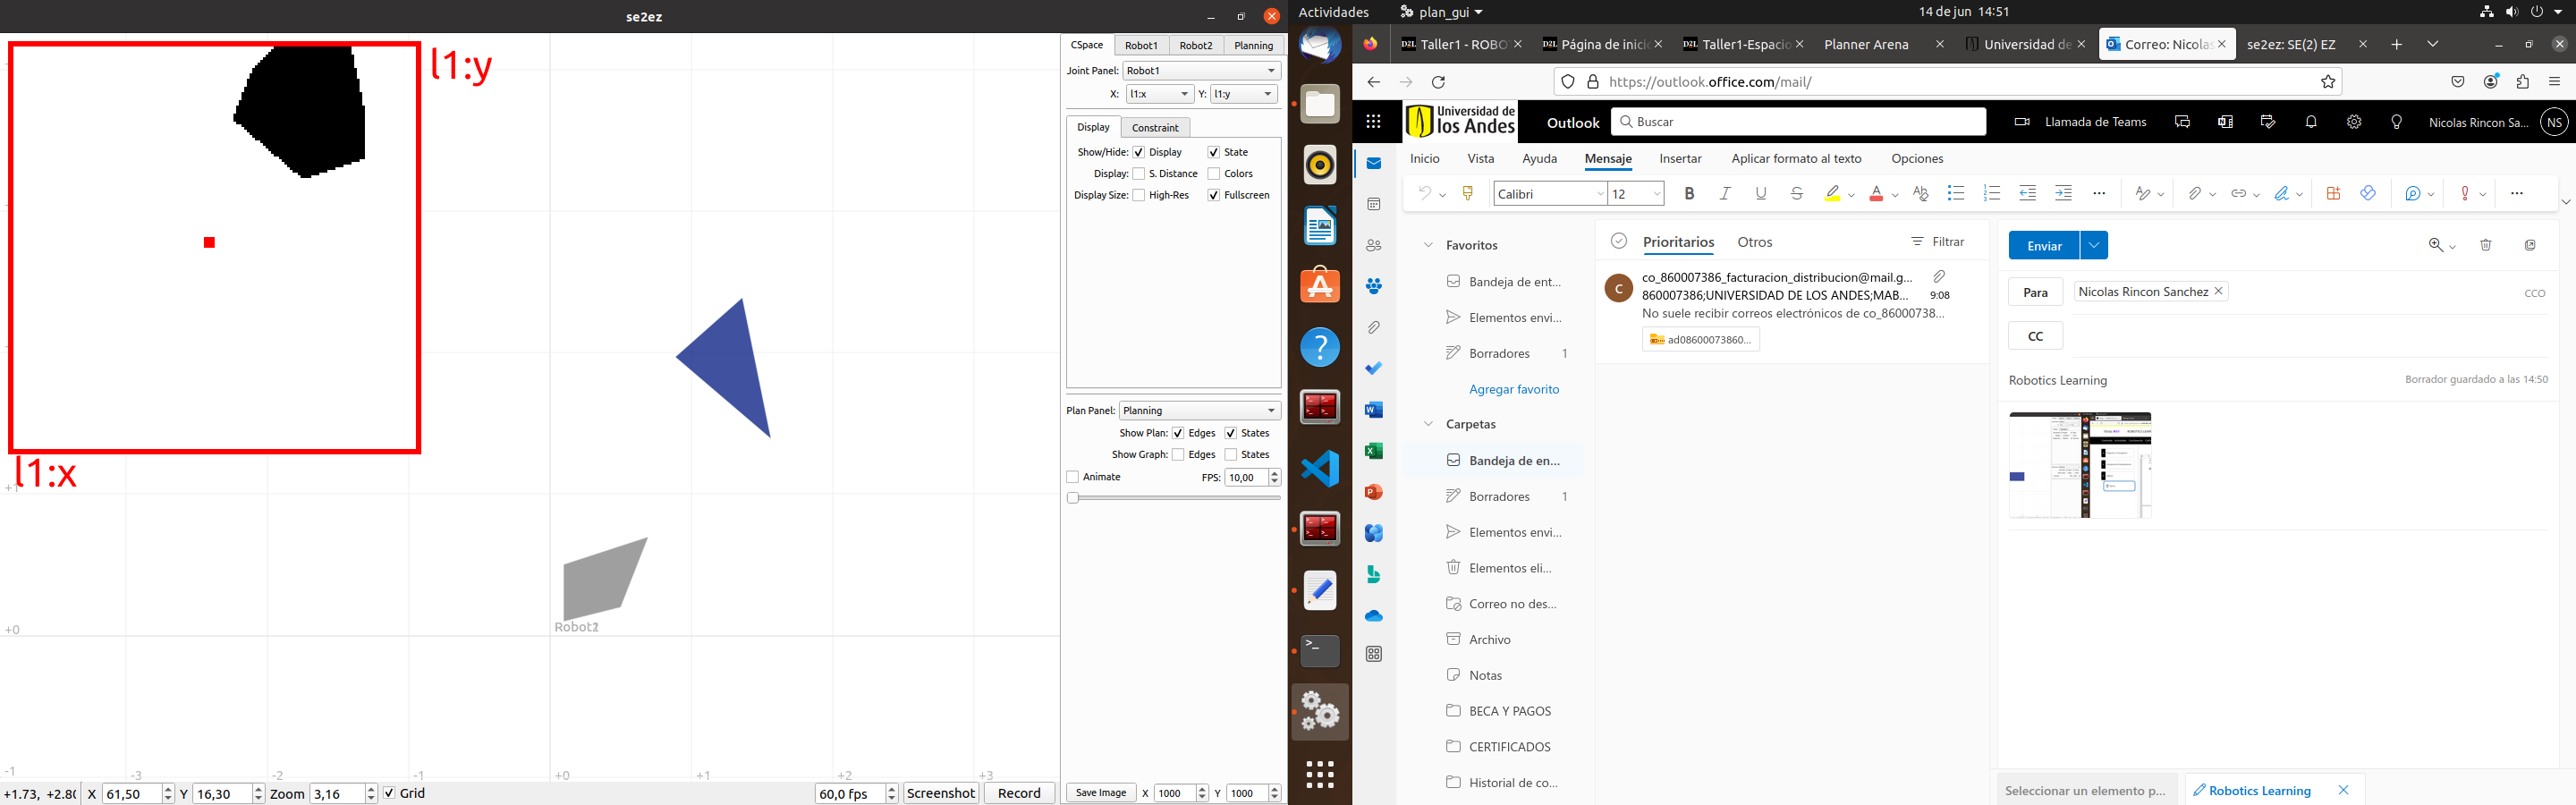 se2ez
l1:y
l1:x
+1
+0
-1
-3
-2
-1
+0
+1
+2
+3
CSpace
Robot1
Robot2
Planning
Joint Panel:
Robot1
X:
l1:x
Y:
l1:y
Display
Constraint
Show/Hide:
Display
State
Display:
S. Distance
Colors
Display Size:
High-Res
Fullscreen
Plan Panel:
Planning
Show Plan:
Edges
States
Show Graph:
Edges
States
Animate
FPS:
10,00
+1.73, +2.80
X
61,50
Y
16,30
Zoom
3,16
Grid
60,0 fps
Screenshot
Record
Save Image
X
1000
Y
1000
Actividades
plan_gui
14 de jun 14:51
Taller1 - ROBO
Página de inicio
Taller1-Espacio
Planner Arena
Universidad de
Correo: Nicolas
se2ez: SE(2) EZ
https://outlook.office.com/mail/
Universidad de
los Andes
Outlook
Buscar
Llamada de Teams
Nicolas Rincon Sa...
NS
Inicio
Vista
Ayuda
Mensaje
Insertar
Aplicar formato al texto
Opciones
Calibri
12
Favoritos
Bandeja de ent...
Elementos envi...
Borradores
1
Agregar favorito
Carpetas
Bandeja de en...
Borradores
1
Elementos envi...
Elementos eli...
Correo no des...
Archivo
Notas
BECA Y PAGOS
CERTIFICADOS
Historial de co...
Prioritarios
Otros
Filtrar
C
co_860007386_facturacion_distribucion@mail.g...
860007386;UNIVERSIDAD DE LOS ANDES;MAB...
9:08
No suele recibir correos electrónicos de co_86000738...
ad08600073860...
Enviar
Para
Nicolas Rincon Sanchez
CCO
CC
Robotics Learning
Borrador guardado a las 14:50
Seleccionar un elemento p...
Robotics Learning